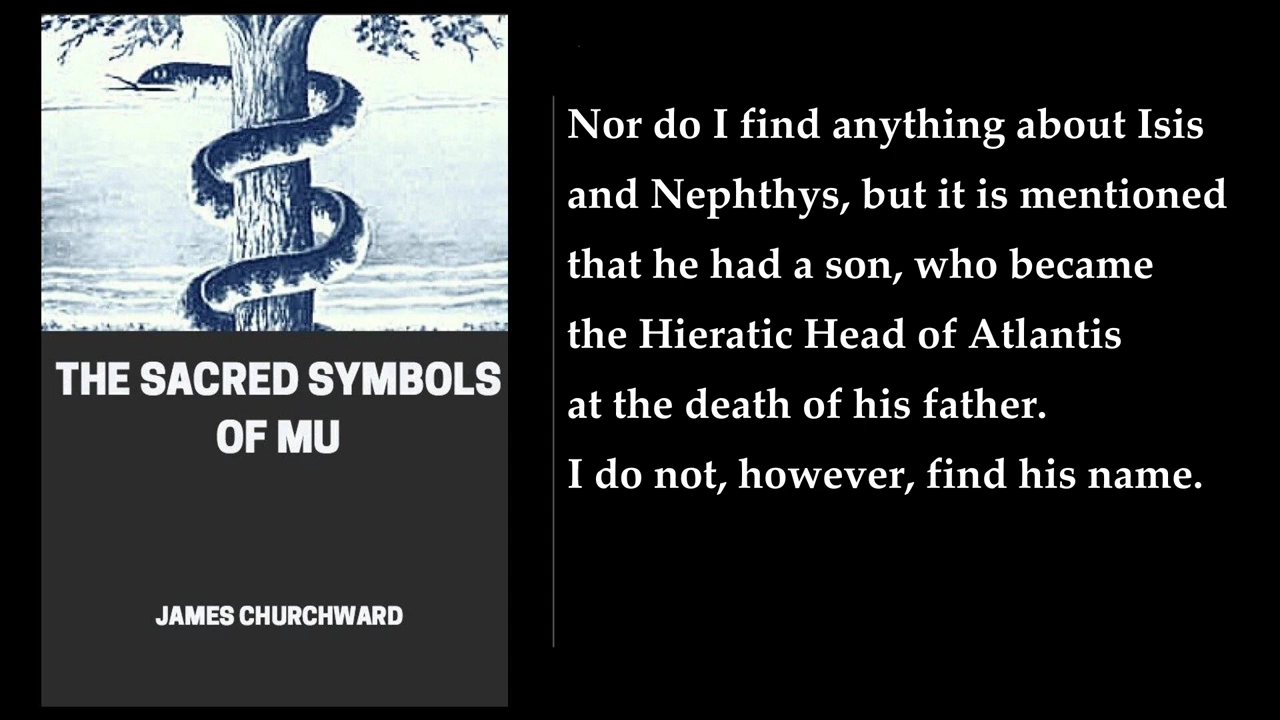 THE SACRED SYMBOLS
OF MU
JAMES CHURCHWARD
Nor do I find anything about Isis
and Nephthys, but it is mentioned
that he had a son, who became
the Hieratic Head of Atlantis
at the death of his father.
I do not, however, find his name.